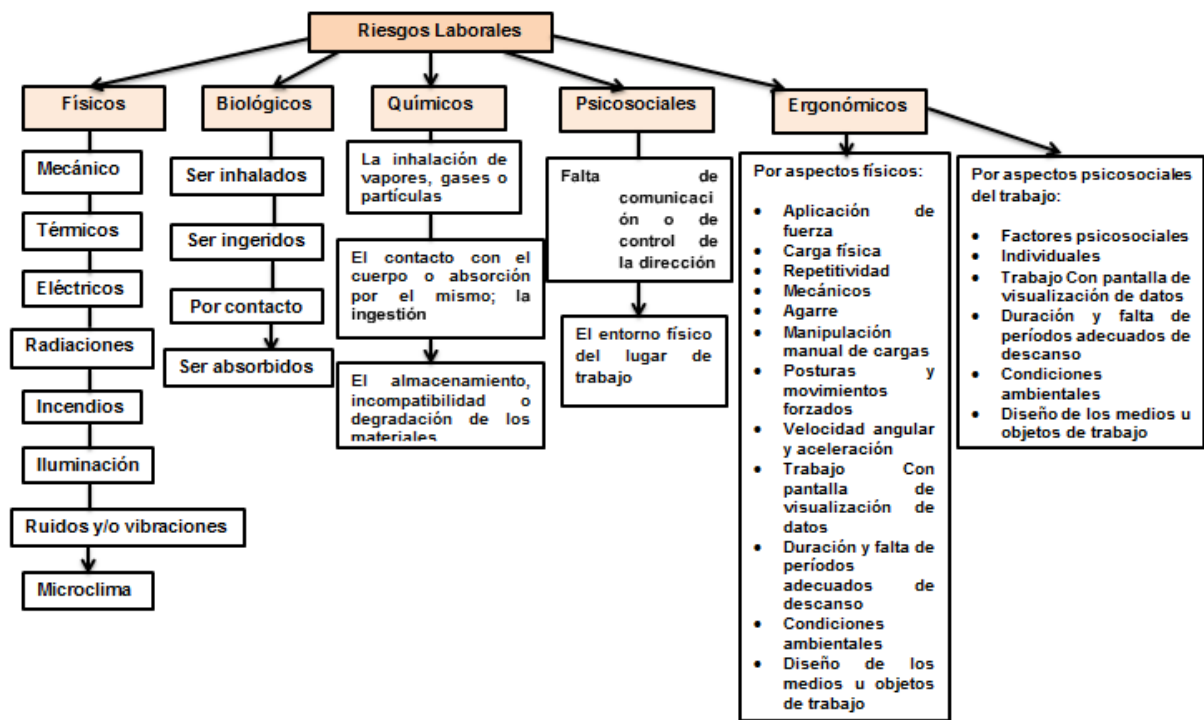 Riesgos Laborales
Físicos
Mecánico
Térmicos
Eléctricos
Radiaciones
Incendios
Iluminación
Ruidos y/o vibraciones
Microclima
Biológicos
Ser inhalados
Ser ingeridos
Por contacto
Ser absorbidos
Químicos
La inhalación de
vapores, gases o
partículas
El contacto con el
cuerpo o absorción
por el mismo; la
ingestión
El almacenamiento,
incompatibilidad o
degradación de los
materiales
Psicosociales
Falta de
comunicaci
ón o de
control de
la dirección
El entorno físico
del lugar de
trabajo
Ergonómicos
Por aspectos físicos:
• Aplicación de
fuerza
• Carga física
• Repetitividad
• Mecánicos
• Agarre
• Manipulación
manual de cargas
• Posturas y
movimientos
forzados
• Velocidad angular
y aceleración
• Trabajo Con
pantalla de
visualización de
datos
• Duración y falta de
períodos
adecuados de
descanso
• Condiciones
ambientales
• Diseño de los
medios u objetos
de trabajo
Por aspectos psicosociales
del trabajo:
• Factores psicosociales
• Individuales
• Trabajo Con pantalla de
visualización de datos
• Duración y falta de
períodos adecuados de
descanso
• Condiciones
ambientales
• Diseño de los medios u
objetos de trabajo